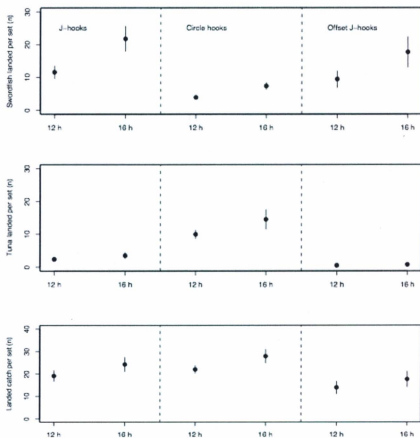 Swordfish landed per set (n)
30
20
10
0
J-hooks
Circle hooks
Offset J-hooks
12 h
16 h
12 h
16 h
12 h
16 h
Tuna landed per set (n)
30
20
10
0
12 h
16 h
12 h
16 h
12 h
16 h
Landed catch per set (n)
40
30
20
10
0
12 h
16 h
12 h
16 h
12 h
16 h